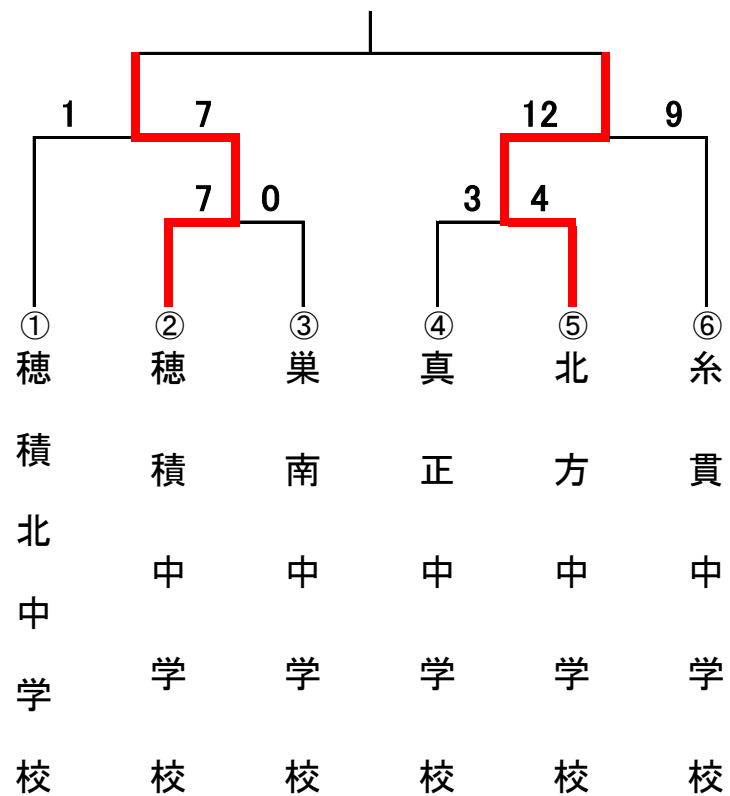 1 7 12 9
7 0 3 4
① ② ③ ④ ⑤ ⑥
穂積北中学校
穂積中学校
巣南中学校
真正中学校
北方中学校
糸貫中学校